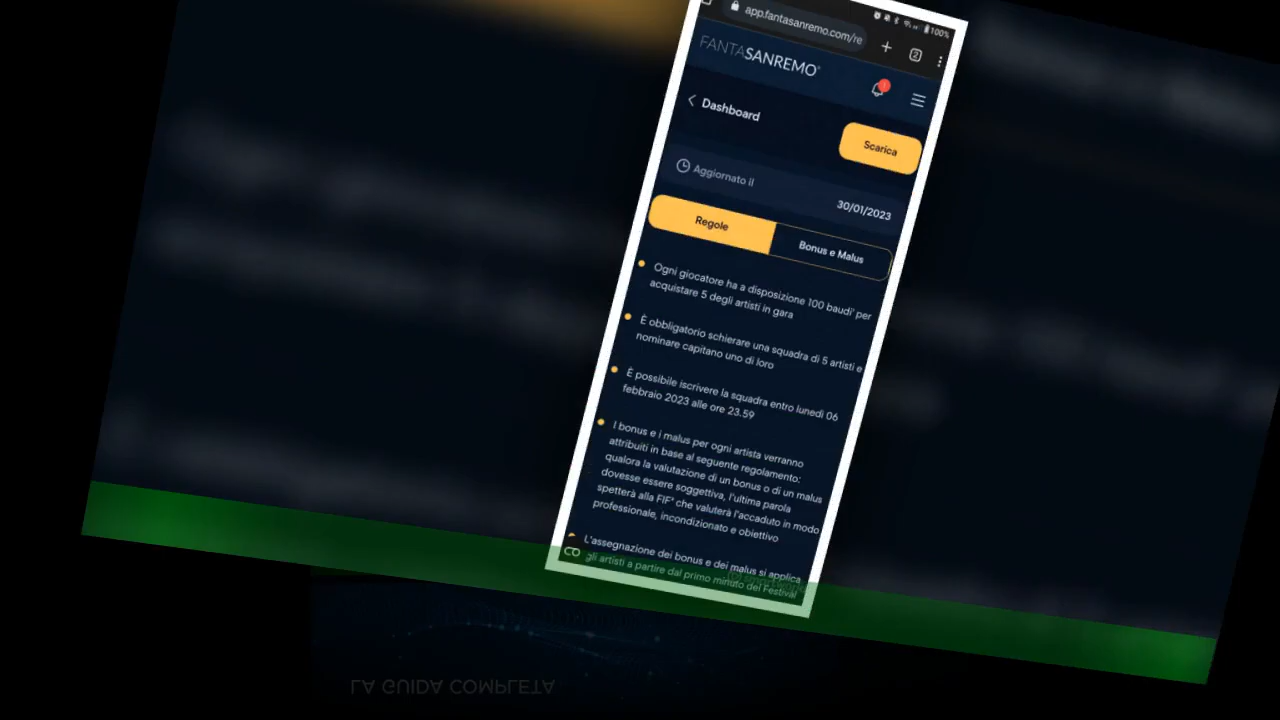 app.fantasanremo.com/re
100%
2
FANTASANREMO®
1
Dashboard
Scarica
Aggiornato il
30/01/2023
Regole
Bonus e Malus
Ogni giocatore ha a disposizione 100 baudi¹ per
acquistare 5 degli artisti in gara
È obbligatorio schierare una squadra di 5 artisti e
nominare capitano uno di loro
È possibile iscrivere la squadra entro lunedì 06
febbraio 2023 alle ore 23.59
I bonus e i malus per ogni artista verranno
attribuiti in base al seguente regolamento:
qualora la valutazione di un bonus o di un malus
dovesse essere soggettiva, l'ultima parola
spetterà alla FIF² che valuterà l'accaduto in modo
professionale, incondizionato e obiettivo
L'assegnazione dei bonus e dei malus si applica
gli artisti a partire dal primo minuto del Festival
LA GUIDA COMPLETA